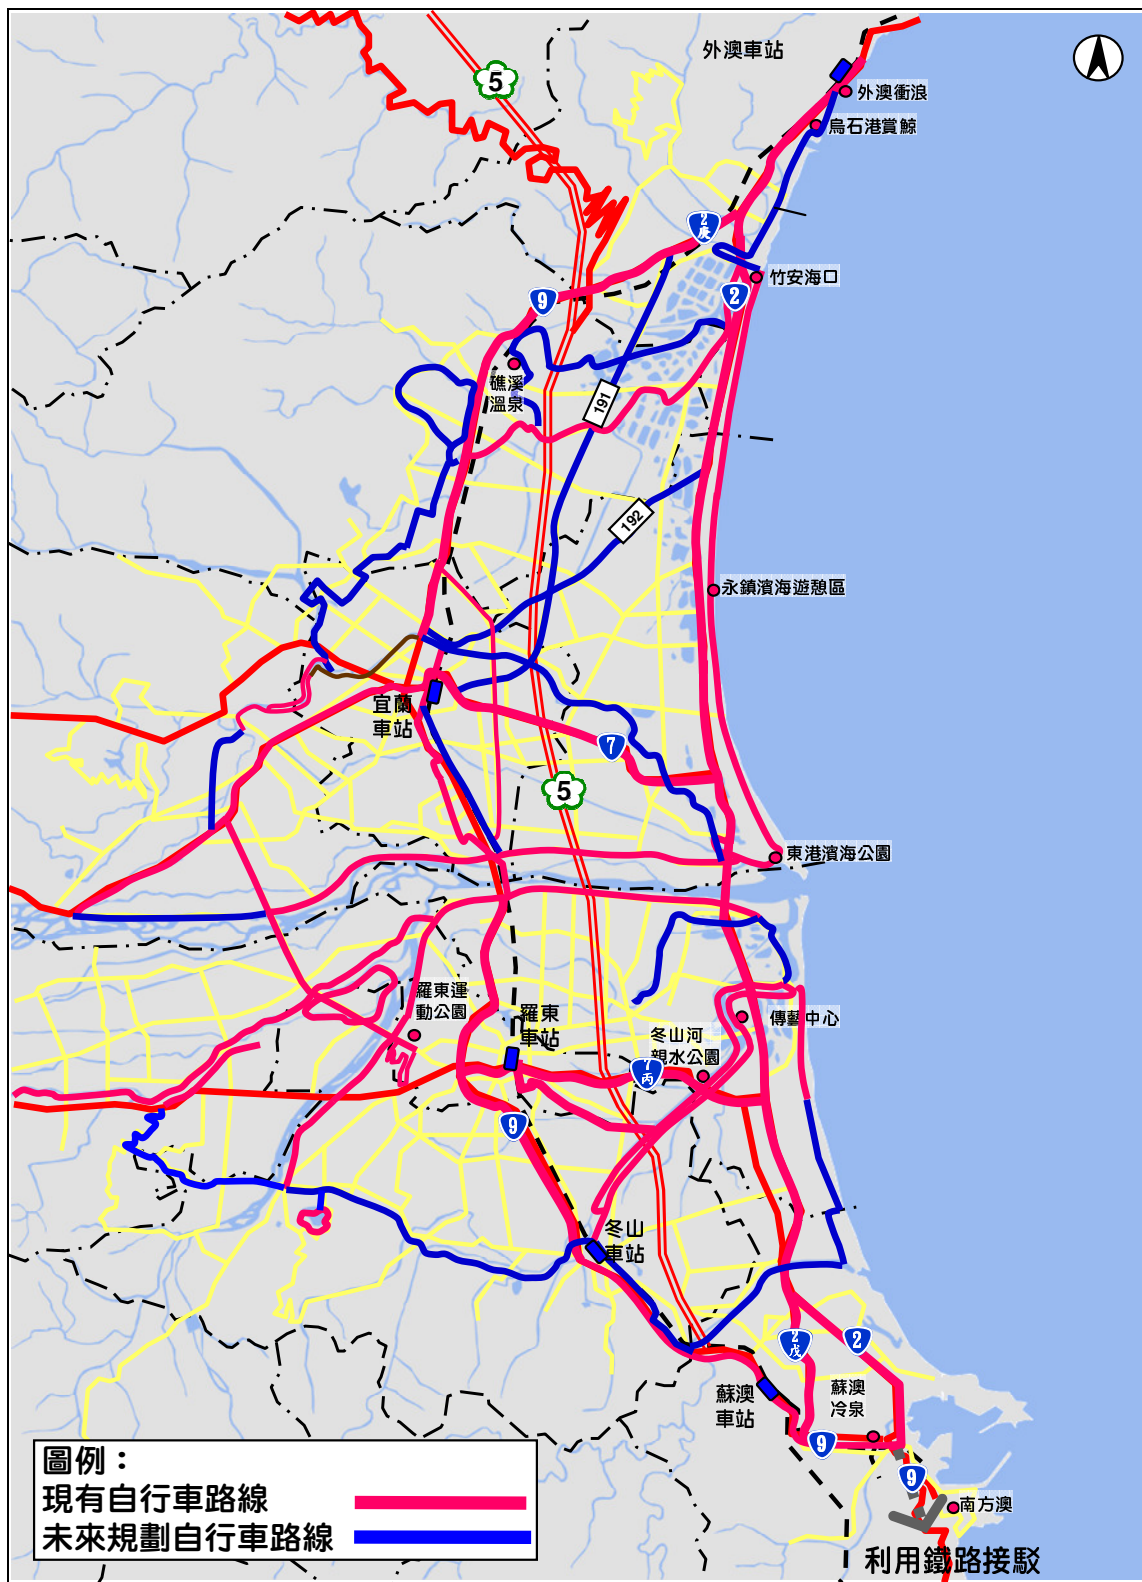 外澳車站
5
外澳衝浪
烏石港賞鯨
2
庚
竹安海口
9
2
礁溪
溫泉
191
192
永鎮濱海遊憩區
宜蘭
車站
7
5
東港濱海公園
羅東運
動公園
羅東
車站
傳藝中心
冬山河
親水公園
7
丙
9
冬山
車站
2
戊
2
蘇澳
車站
蘇澳
冷泉
9
9
南方澳
利用鐵路接駁
圖例：
現有自行車路線
未來規劃自行車路線